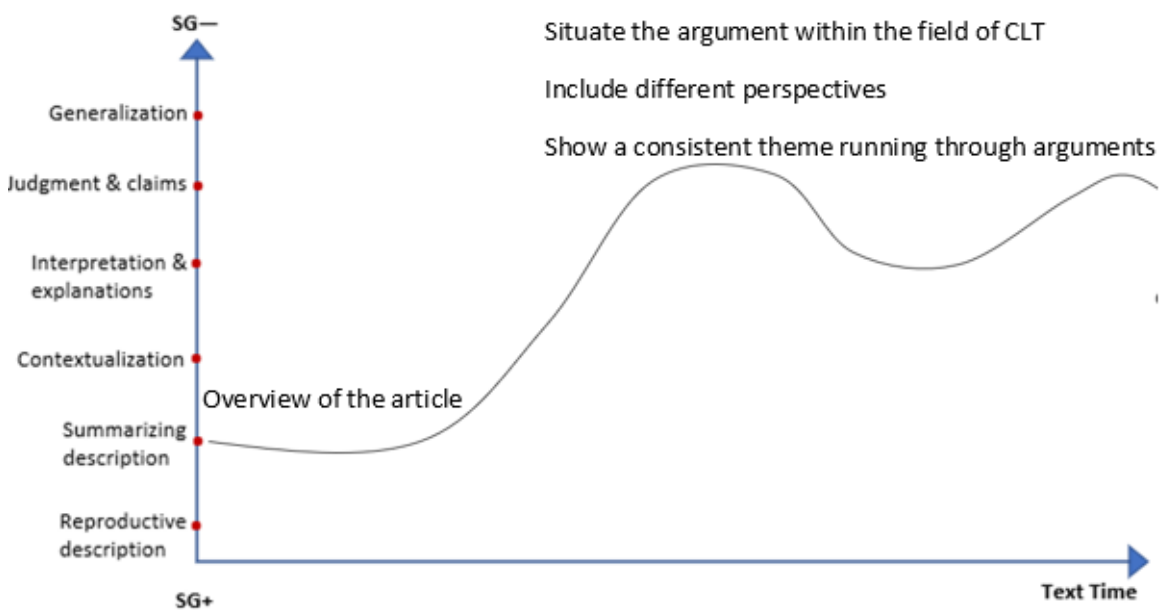 SG—
Situate the argument within the field of CLT
Include different perspectives
Generalization
Show a consistent theme running through arguments
Judgment & claims
Interpretation &
explanations
Contextualization
Overview of the article
Summarizing
description
Reproductive
description
Text Time
SG+